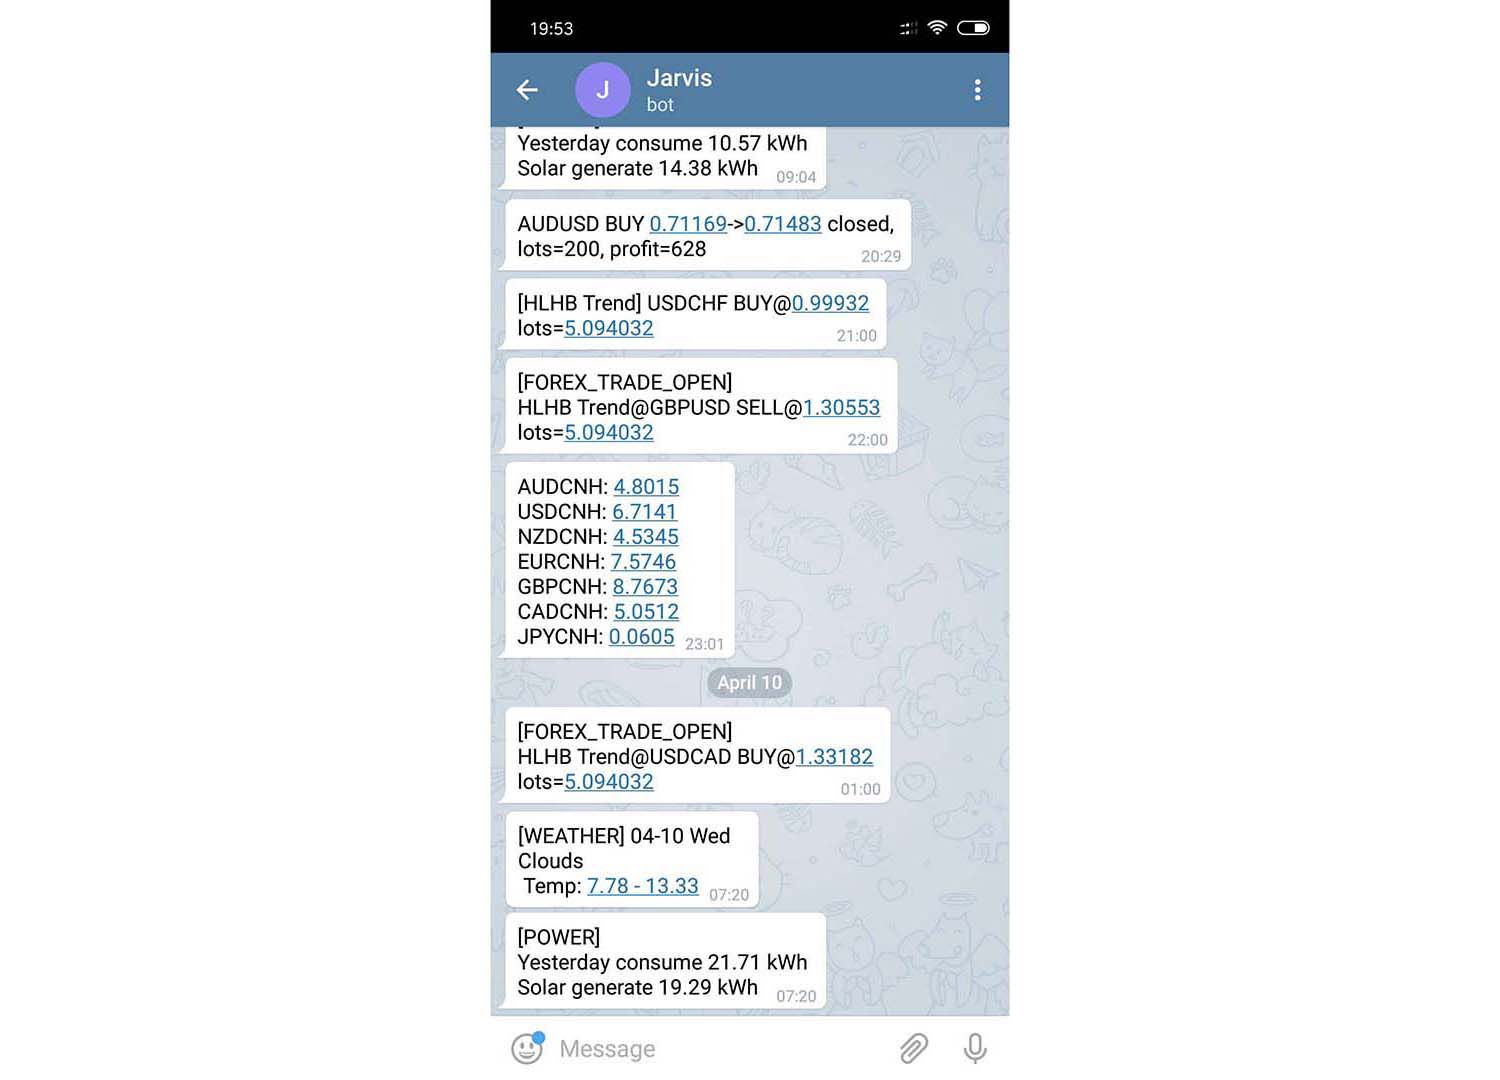 19:53
J
Jarvis
bot
Yesterday consume 10.57 kWh
Solar generate 14.38 kWh 09:04
AUDUSD BUY 0.71169->0.71483 closed,
lots=200, profit=628 20:29
[HLHB Trend] USDCHF BUY@0.99932
lots=5.094032 21:00
[FOREX_TRADE_OPEN]
HLHB Trend@GBPUSD SELL@1.30553
lots=5.094032 22:00
AUDCNH: 4.8015
USDCNH: 6.7141
NZDCNH: 4.5345
EURCNH: 7.5746
GBPCNH: 8.7673
CADCNH: 5.0512
JPYCNH: 0.0605 23:01
April 10
[FOREX_TRADE_OPEN]
HLHB Trend@USDCAD BUY@1.33182
lots=5.094032 01:00
[WEATHER] 04-10 Wed
Clouds
Temp: 7.78 - 13.33 07:20
[POWER]
Yesterday consume 21.71 kWh
Solar generate 19.29 kWh 07:20
Message